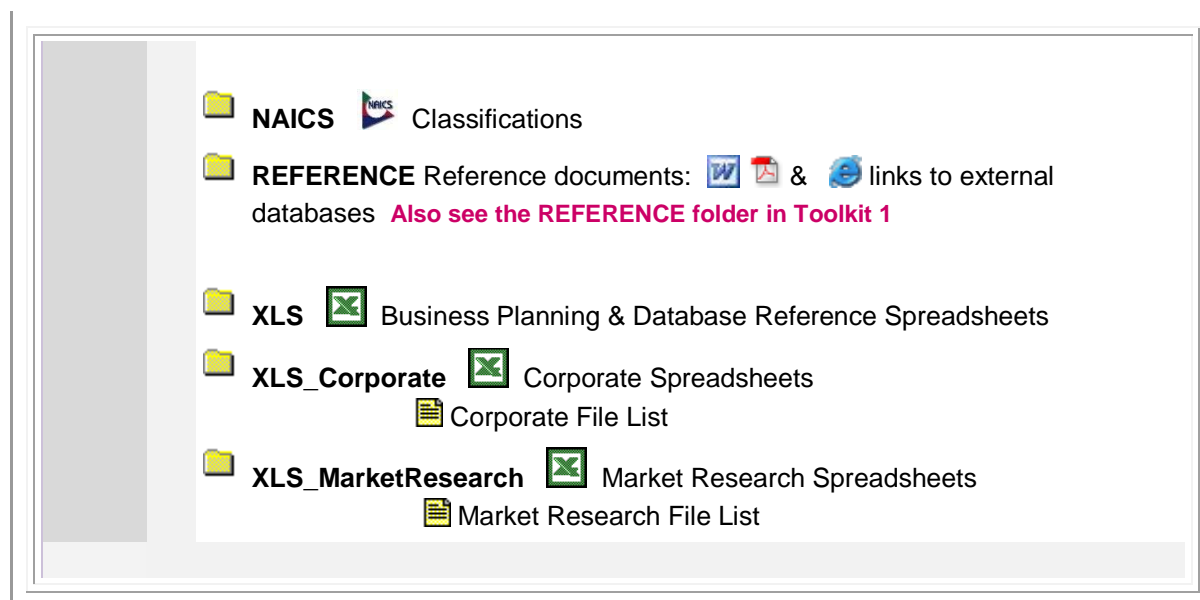 NAICS NAICS Classifications
REFERENCE Reference documents: W & links to external
databases Also see the REFERENCE folder in Toolkit 1
XLS Business Planning & Database Reference Spreadsheets
XLS_Corporate Corporate Spreadsheets
Corporate File List
XLS_MarketResearch Market Research Spreadsheets
Market Research File List